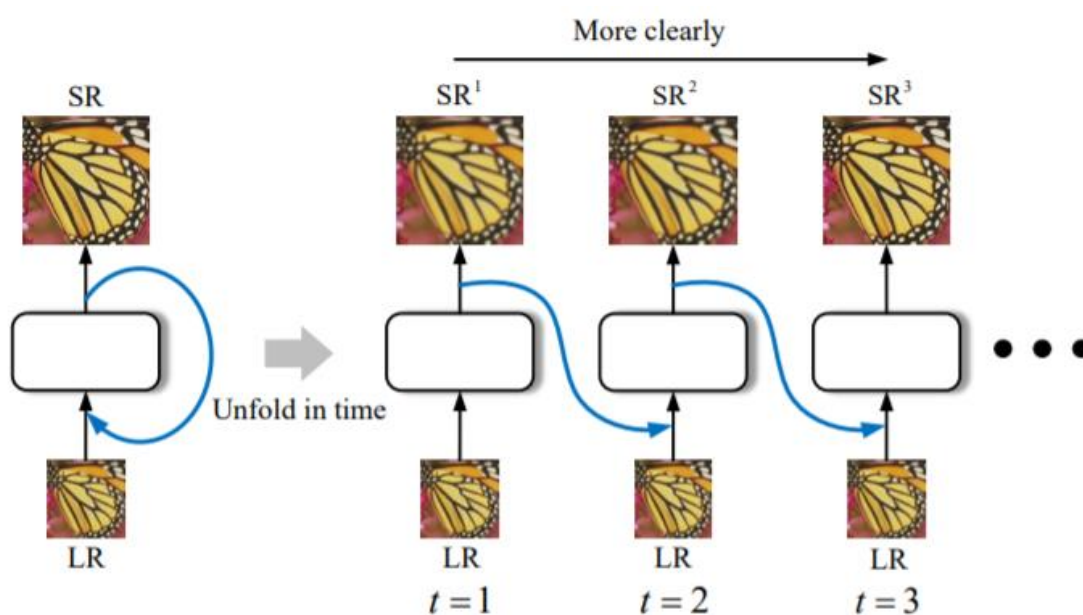 More clearly
SR
SR¹
SR²
SR³
Unfold in time
LR
LR
LR
LR
t = 1
t = 2
t = 3